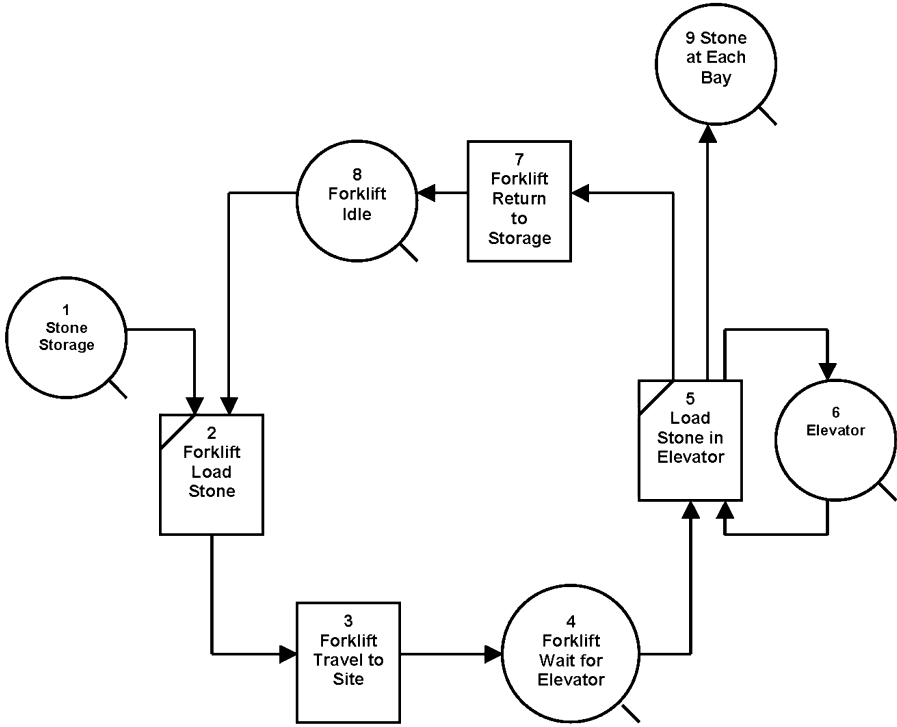 1
Stone
Storage
2
Forklift
Load
Stone
3
Forklift
Travel to
Site
4
Forklift
Wait for
Elevator
5
Load
Stone in
Elevator
6
Elevator
7
Forklift
Return
to
Storage
8
Forklift
Idle
9 Stone
at Each
Bay